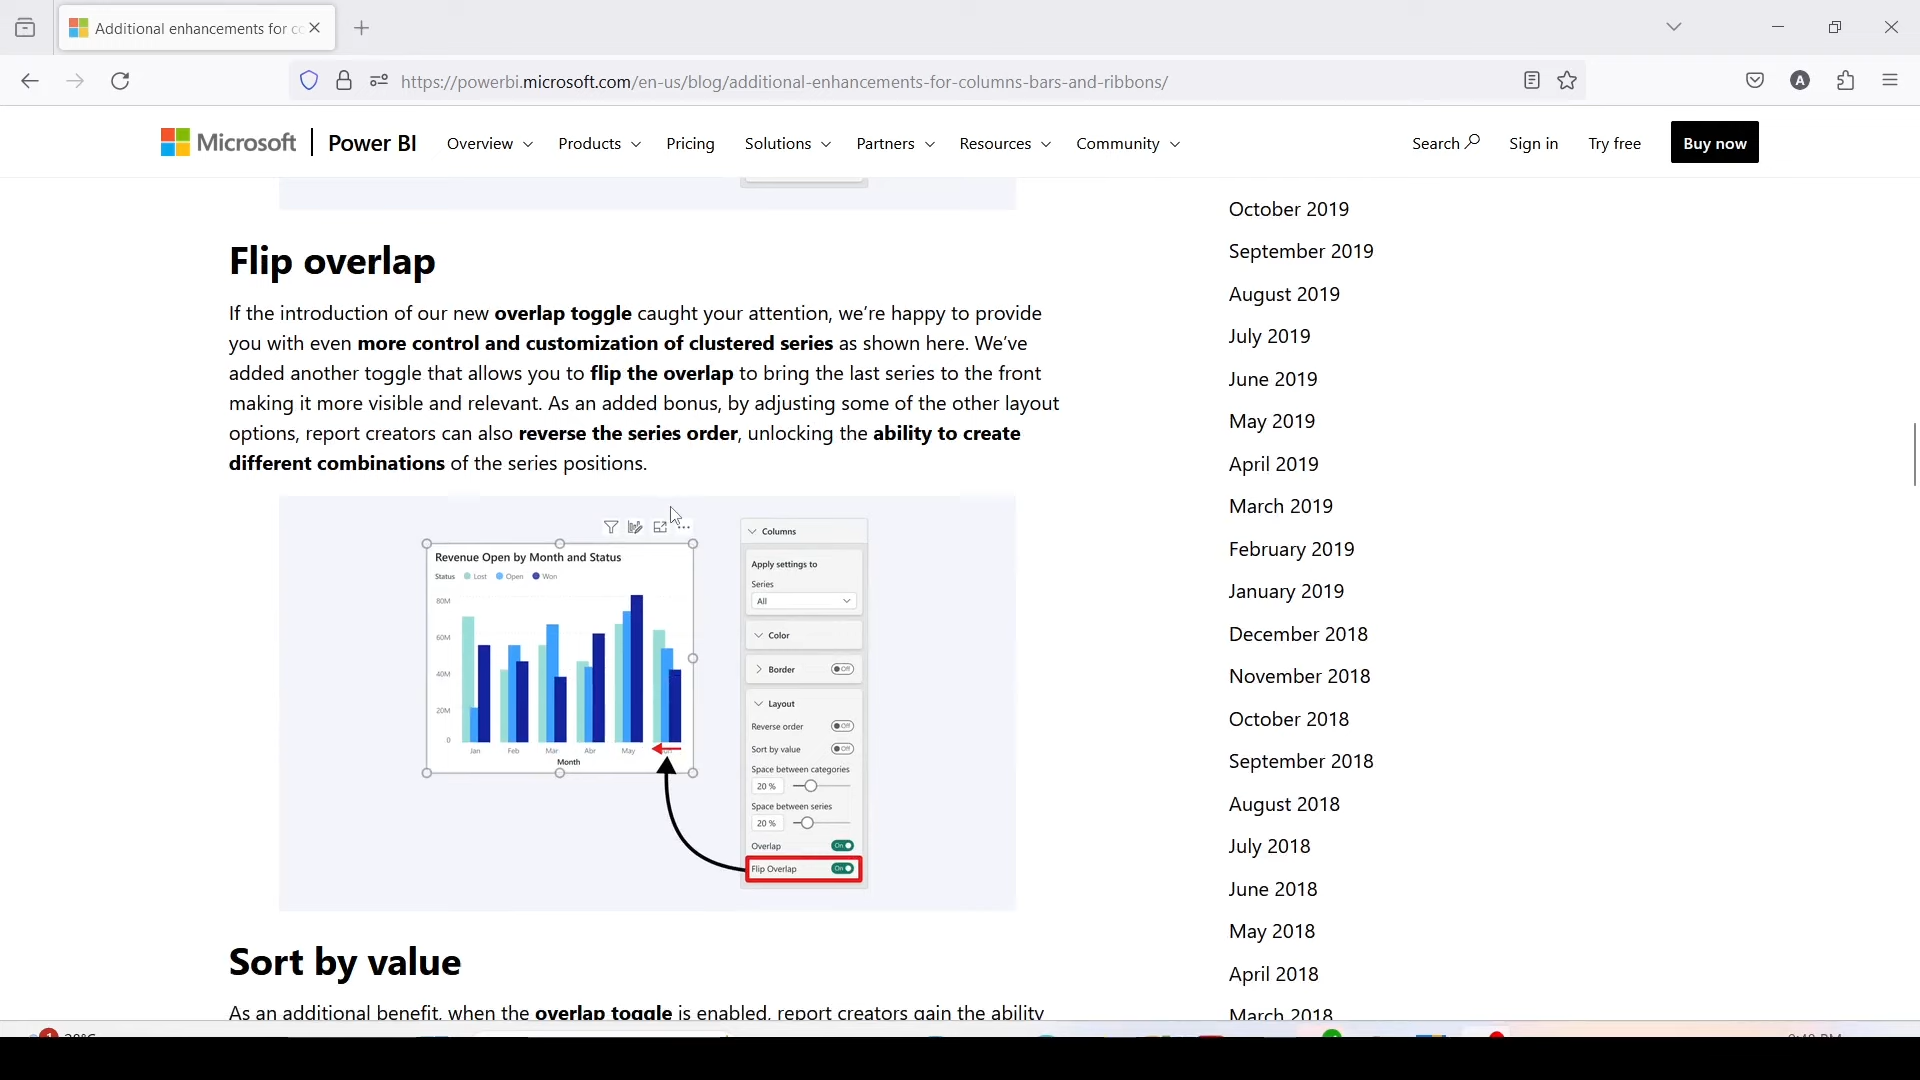 Additional enhancements for co
https://powerbi.microsoft.com/en-us/blog/additional-enhancements-for-columns-bars-and-ribbons/
A
Microsoft
Power BI
Overview
Products
Pricing
Solutions
Partners
Resources
Community
Search
Sign in
Try free
Buy now
Flip overlap
If the introduction of our new overlap toggle caught your attention, we’re happy to provide
you with even more control and customization of clustered series as shown here. We’ve
added another toggle that allows you to flip the overlap to bring the last series to the front
making it more visible and relevant. As an added bonus, by adjusting some of the other layout
options, report creators can also reverse the series order, unlocking the ability to create
different combinations of the series positions.
Revenue Open by Month and Status
Status Lost Open Won
80M
60M
40M
20M
0
Jan Feb Mar Abr May
Month
Columns
Apply settings to
Series
All
Color
Border Off
Layout
Reverse order Off
Sort by value Off
Space between categories
20 %
Space between series
20 %
Overlap On
Flip Overlap On
Sort by value
As an additional benefit, when the overlap toggle is enabled, report creators gain the ability
October 2019
September 2019
August 2019
July 2019
June 2019
May 2019
April 2019
March 2019
February 2019
January 2019
December 2018
November 2018
October 2018
September 2018
August 2018
July 2018
June 2018
May 2018
April 2018
March 2018